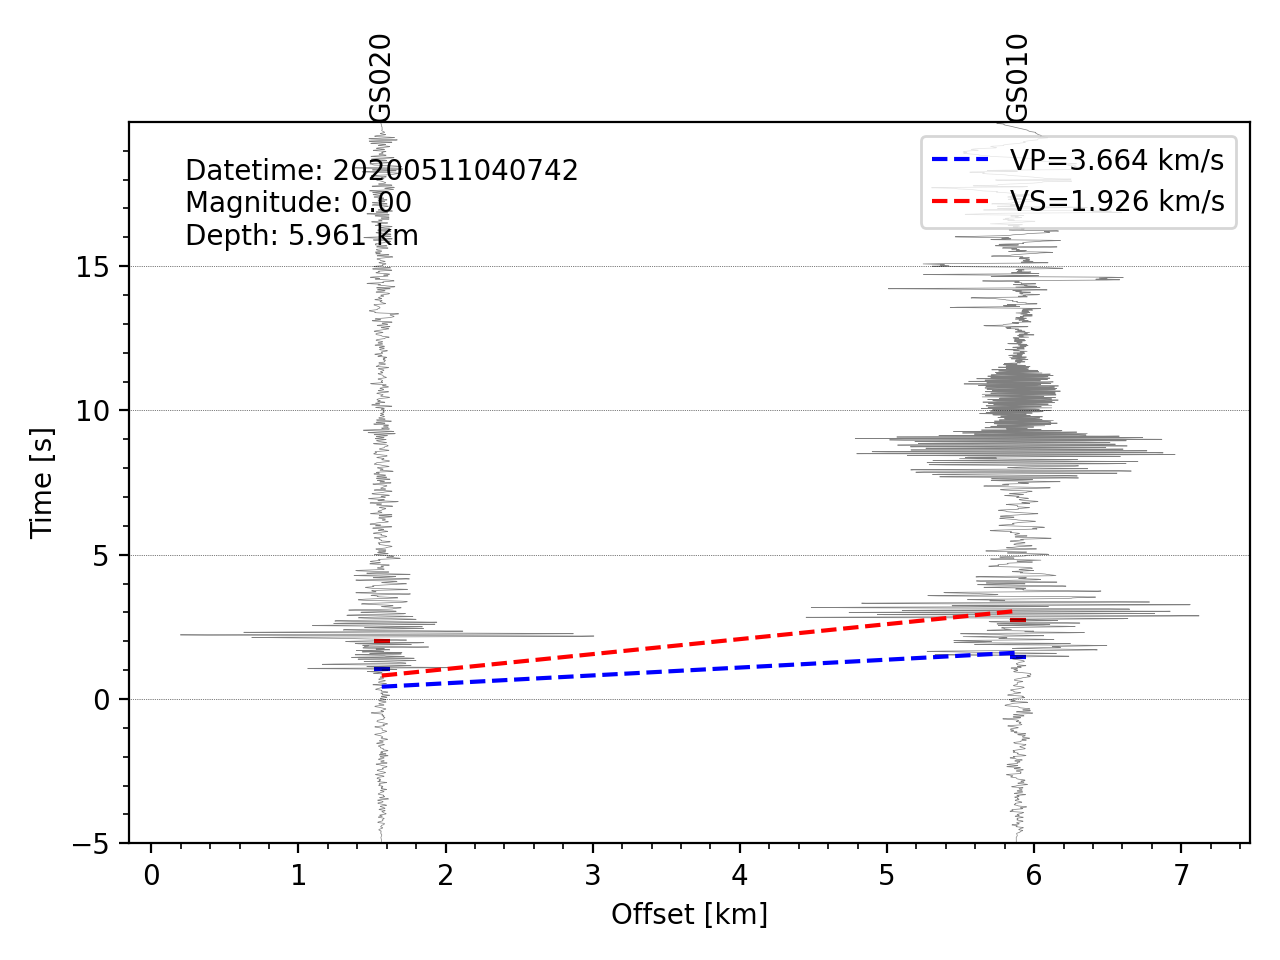 GS020
GS010
Datetime: 20200511040742
Magnitude: 0.00
Depth: 5.961 km
VP=3.664 km/s
VS=1.926 km/s
15
10
5
0
−5
Time [s]
0 1 2 3 4 5 6 7
Offset [km]